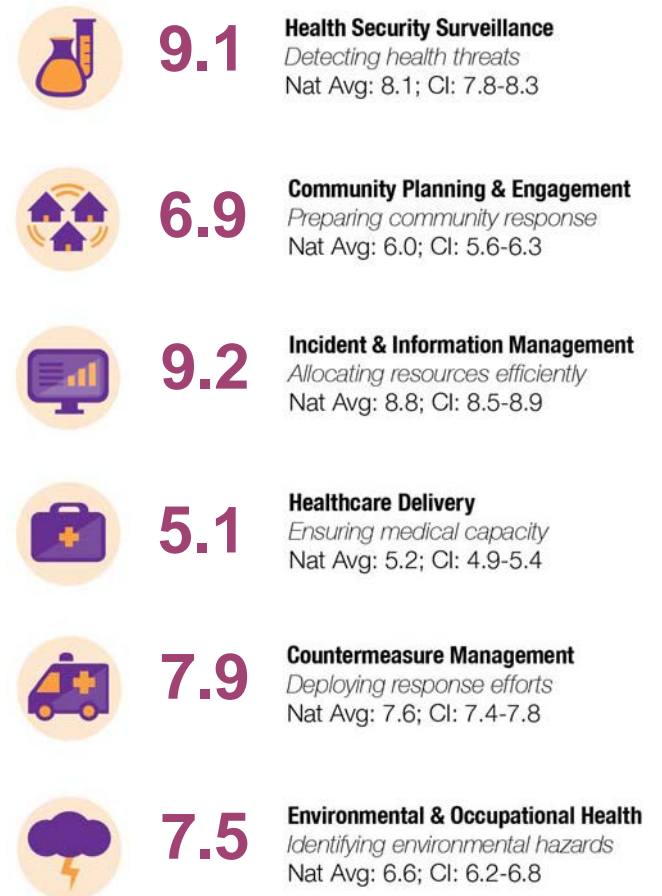 9.1
Health Security Surveillance
Detecting health threats
Nat Avg: 8.1; CI: 7.8-8.3
6.9
Community Planning & Engagement
Preparing community response
Nat Avg: 6.0; CI: 5.6-6.3
9.2
Incident & Information Management
Allocating resources efficiently
Nat Avg: 8.8; CI: 8.5-8.9
5.1
Healthcare Delivery
Ensuring medical capacity
Nat Avg: 5.2; CI: 4.9-5.4
7.9
Countermeasure Management
Deploying response efforts
Nat Avg: 7.6; CI: 7.4-7.8
7.5
Environmental & Occupational Health
Identifying environmental hazards
Nat Avg: 6.6; CI: 6.2-6.8